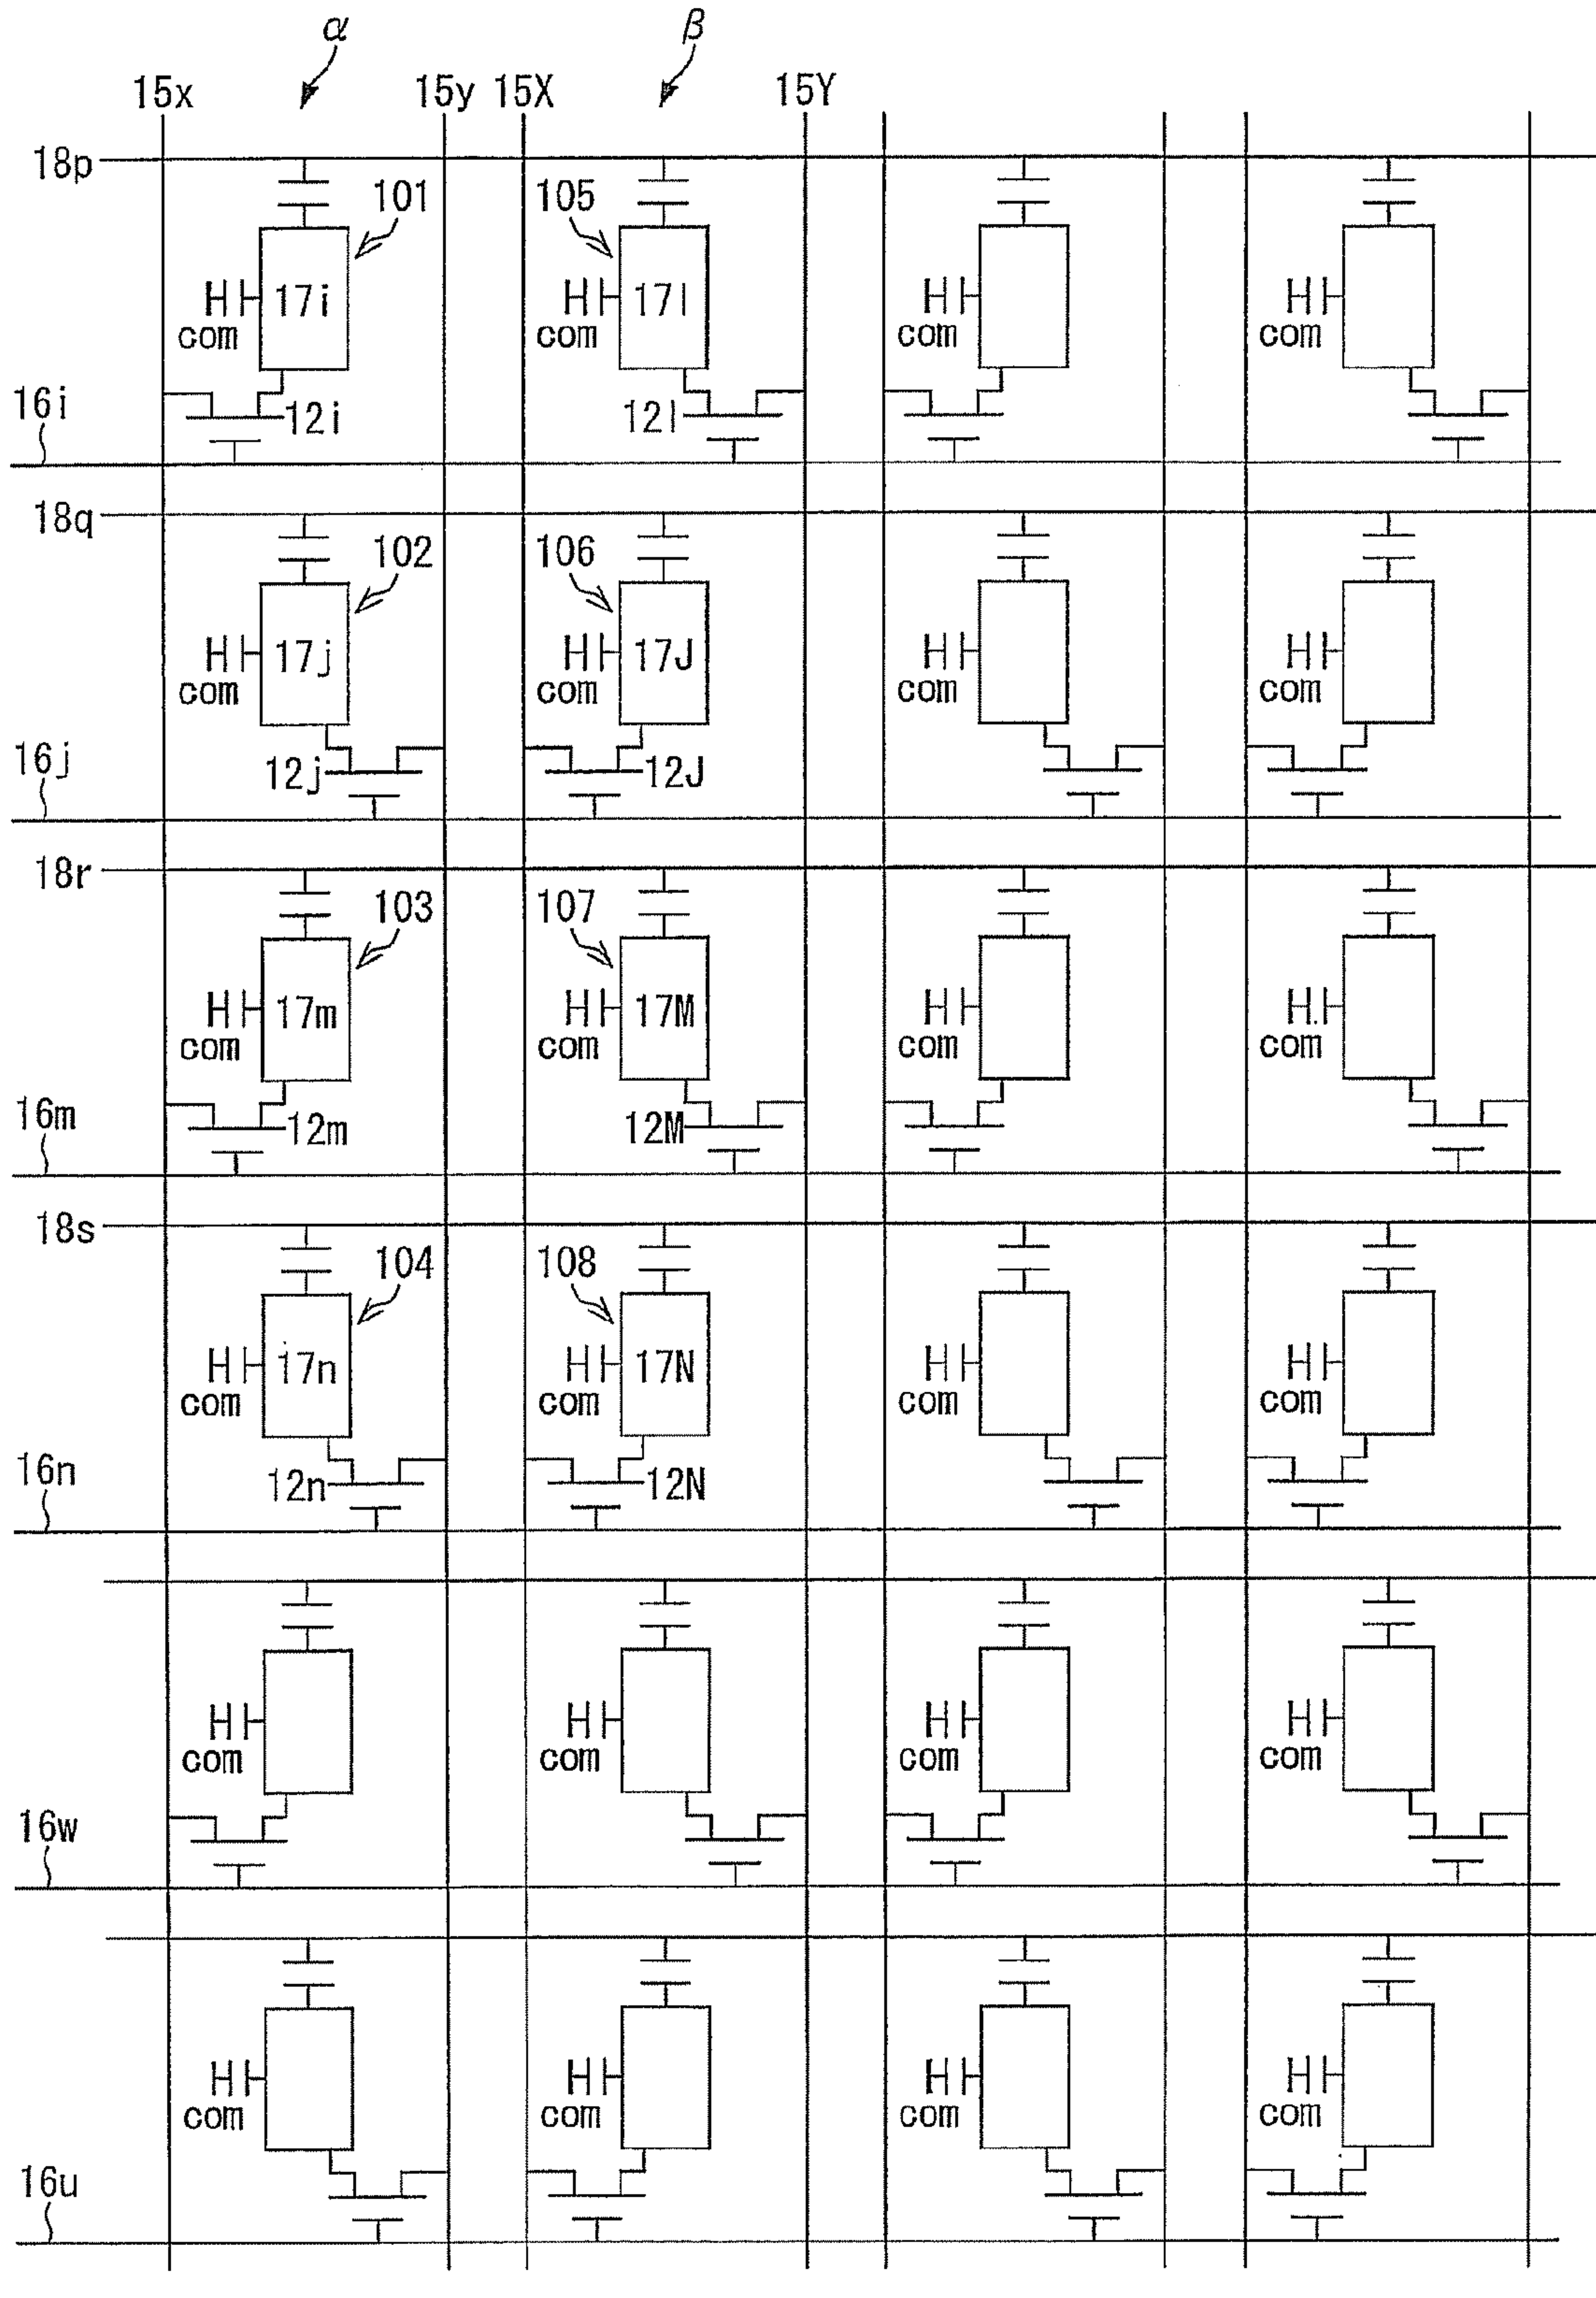 α β
15x 15y 15X 15Y
18p
101 105
17i 17I
com com com com
16i 12i 12I
18q
102 106
17j 17J
com com com com
16j 12j 12J
18r
103 107
17m 17M
com com com com
16m 12m 12M
18s
104 108
17n 17N
com com com com
16n 12n 12N
com com com com
16w
com com com com
16u